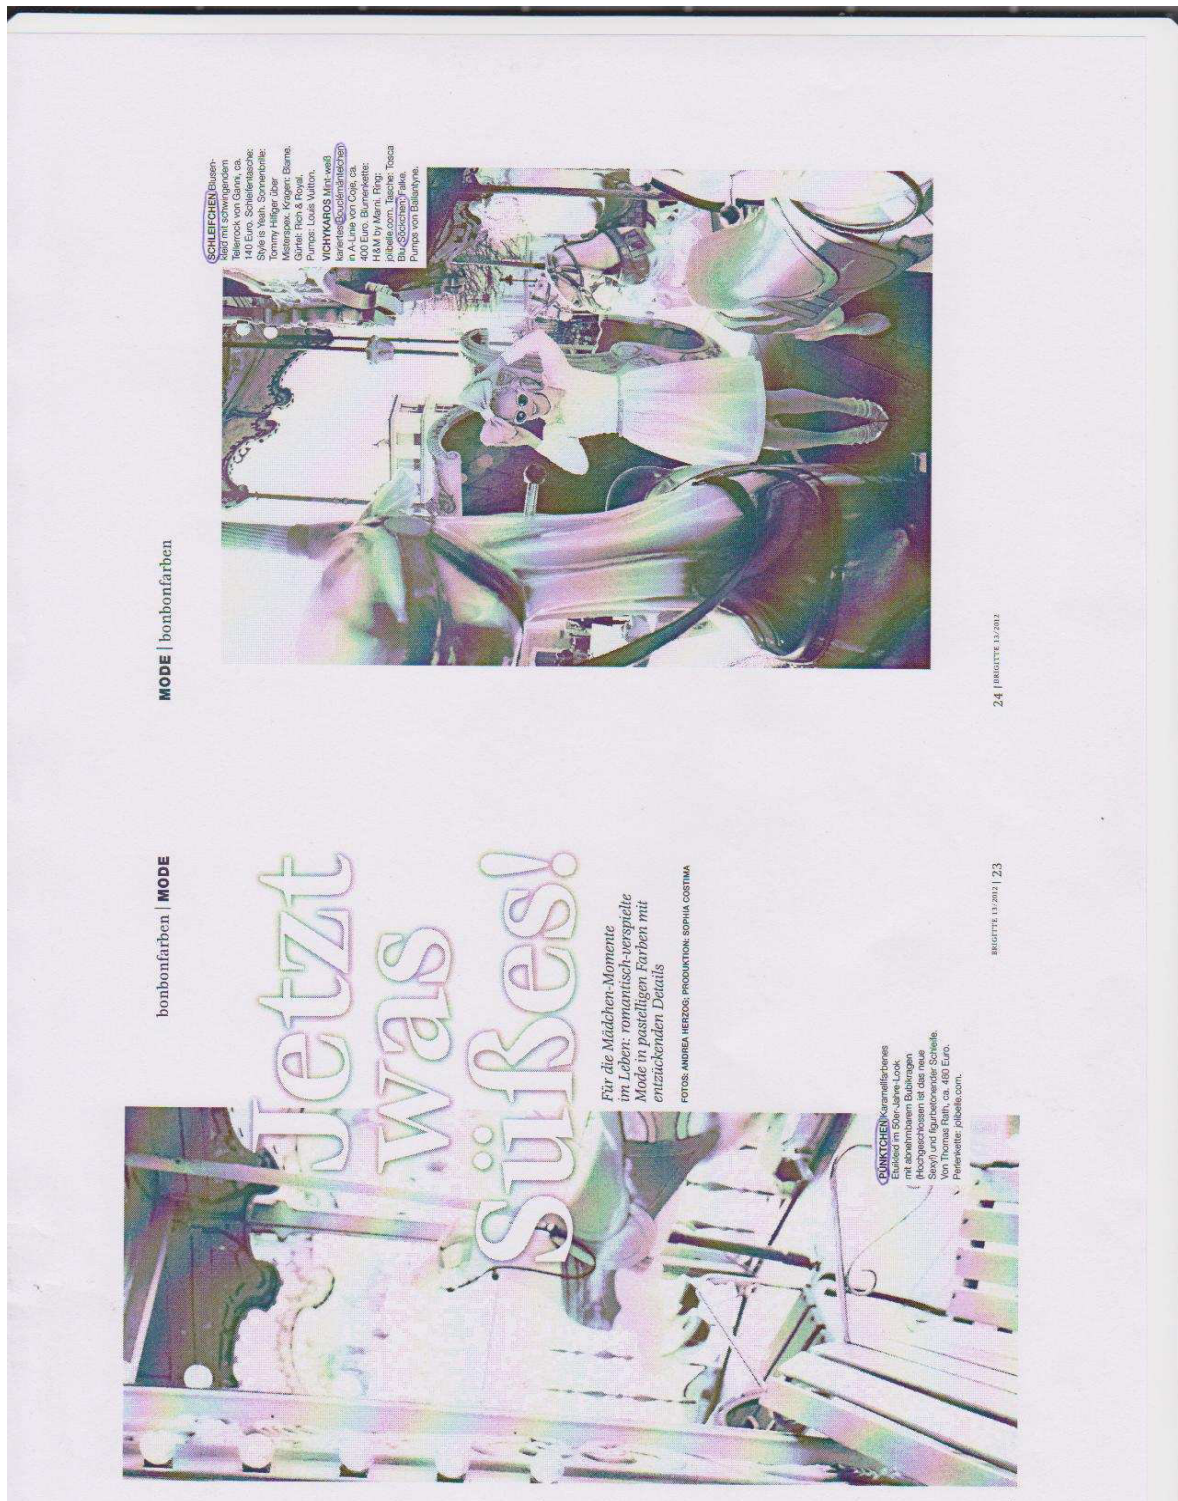 bonbonfarben | MODE
Jetzt
was
Süßes!
Für die Mädchen-Momente
im Leben: romantisch-verspielte
Mode in pastelligen Farben mit
entzückenden Details
FOTOS: ANDREA HERZOG; PRODUKTION: SOPHIA COSTIMA
PÜNKTCHEN Karamellfarbenes
Etuikleid im 50er-Jahre-Look
mit abnehmbarem Bubikragen
(Hochgeschlossen ist das neue
Sexy!) und figurbetonender Schleife.
Von Thomas Rath, ca. 480 Euro.
Perlenkette: jolibelle.com.
BRIGITTE 13/2012 | 23
MODE | bonbonfarben
SCHLEIFCHEN Blusen-
kleid mit schwingendem
Tellerrock von Ganni, ca.
140 Euro. Schleifentasche:
Style is Yeah. Sonnenbrille:
Tommy Hilfiger über
Misterspex. Kragen: Blame.
Gürtel: Rich & Royal.
Pumps: Louis Vuitton.
VICHYKAROS Mint-weiß
kariertes Bouclémäntelchen
in A-Linie von Coje, ca.
400 Euro. Blumenkette:
H&M by Marni. Ring:
jolibelle.com. Tasche: Tosca
Blu. Söckchen: Falke.
Pumps von Ballantyne.
24 | BRIGITTE 13/2012